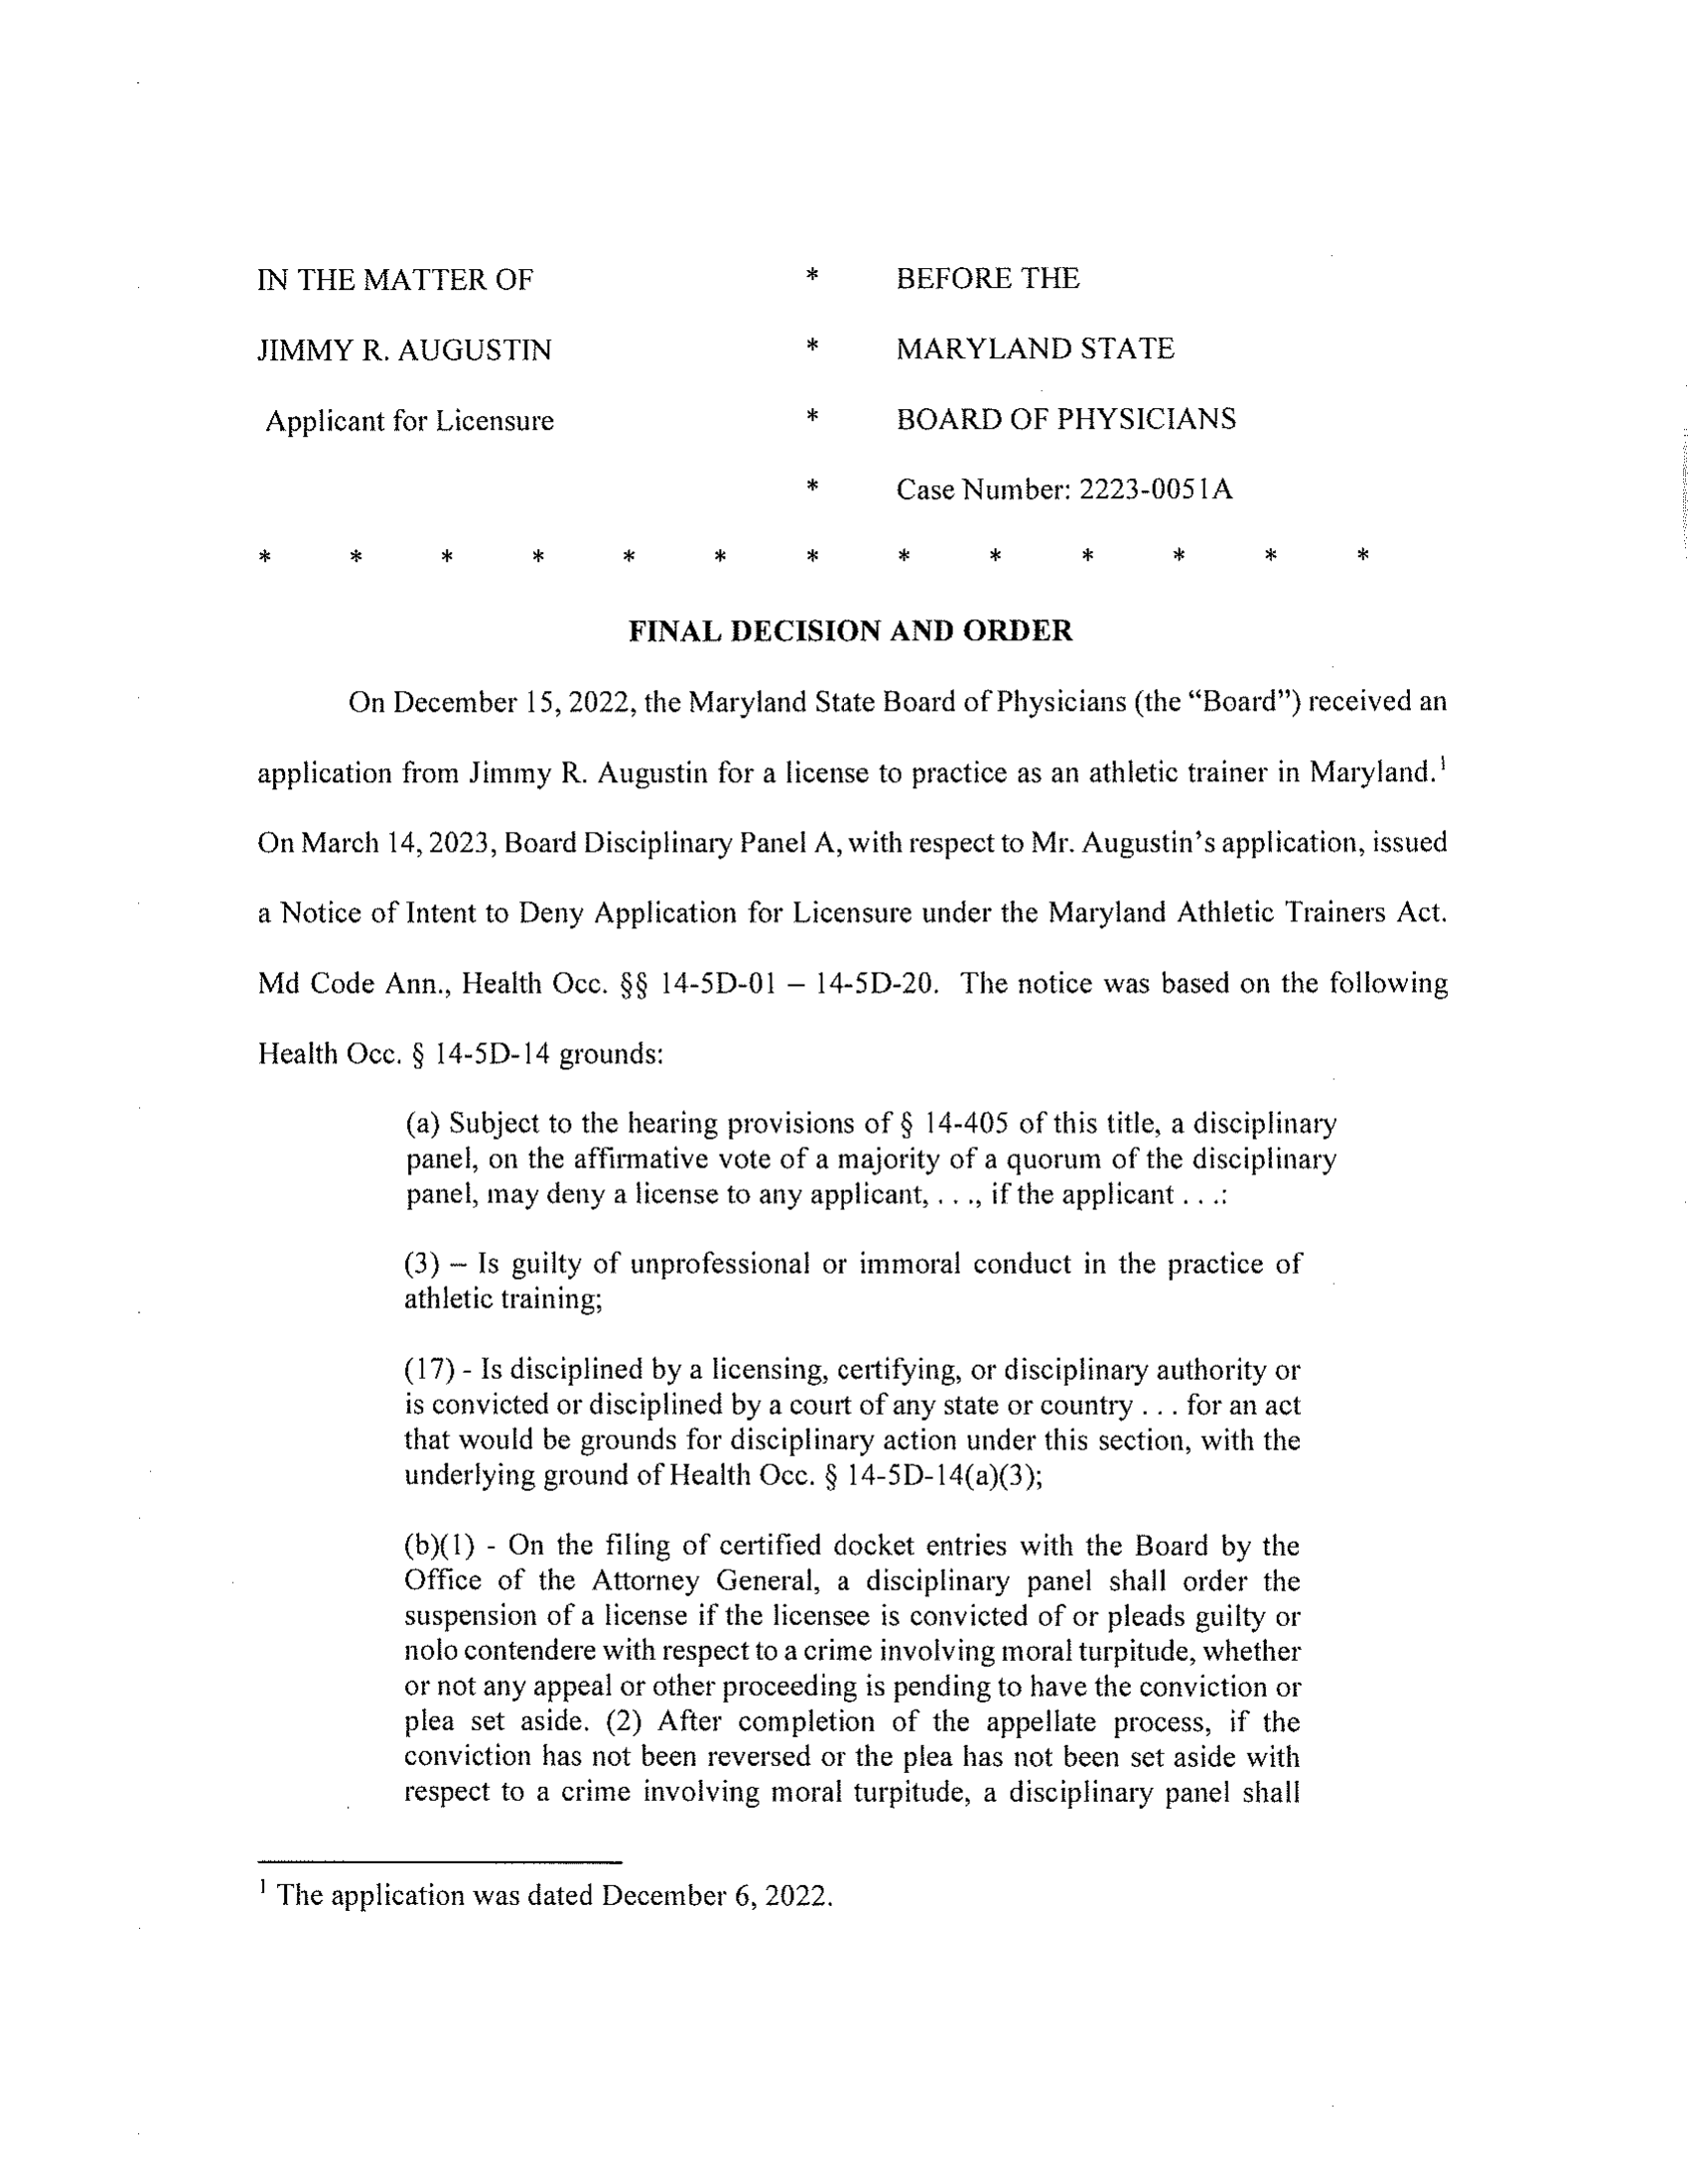 IN THE MATTER OF * BEFORE THE
JIMMY R. AUGUSTIN * MARYLAND STATE
Applicant for Licensure * BOARD OF PHYSICIANS
* Case Number: 2223-0051A
* * * * * * * * * * * * *
FINAL DECISION AND ORDER
On December 15, 2022, the Maryland State Board of Physicians (the “Board”) received an
application from Jimmy R. Augustin for a license to practice as an athletic trainer in Maryland.¹
On March 14, 2023, Board Disciplinary Panel A, with respect to Mr. Augustin’s application, issued
a Notice of Intent to Deny Application for Licensure under the Maryland Athletic Trainers Act.
Md Code Ann., Health Occ. §§ 14-5D-01 – 14-5D-20. The notice was based on the following
Health Occ. § 14-5D-14 grounds:
(a) Subject to the hearing provisions of § 14-405 of this title, a disciplinary
panel, on the affirmative vote of a majority of a quorum of the disciplinary
panel, may deny a license to any applicant, . . ., if the applicant . . .:
(3) – Is guilty of unprofessional or immoral conduct in the practice of
athletic training;
(17) - Is disciplined by a licensing, certifying, or disciplinary authority or
is convicted or disciplined by a court of any state or country . . . for an act
that would be grounds for disciplinary action under this section, with the
underlying ground of Health Occ. § 14-5D-14(a)(3);
(b)(1) - On the filing of certified docket entries with the Board by the
Office of the Attorney General, a disciplinary panel shall order the
suspension of a license if the licensee is convicted of or pleads guilty or
nolo contendere with respect to a crime involving moral turpitude, whether
or not any appeal or other proceeding is pending to have the conviction or
plea set aside. (2) After completion of the appellate process, if the
conviction has not been reversed or the plea has not been set aside with
respect to a crime involving moral turpitude, a disciplinary panel shall
¹ The application was dated December 6, 2022.